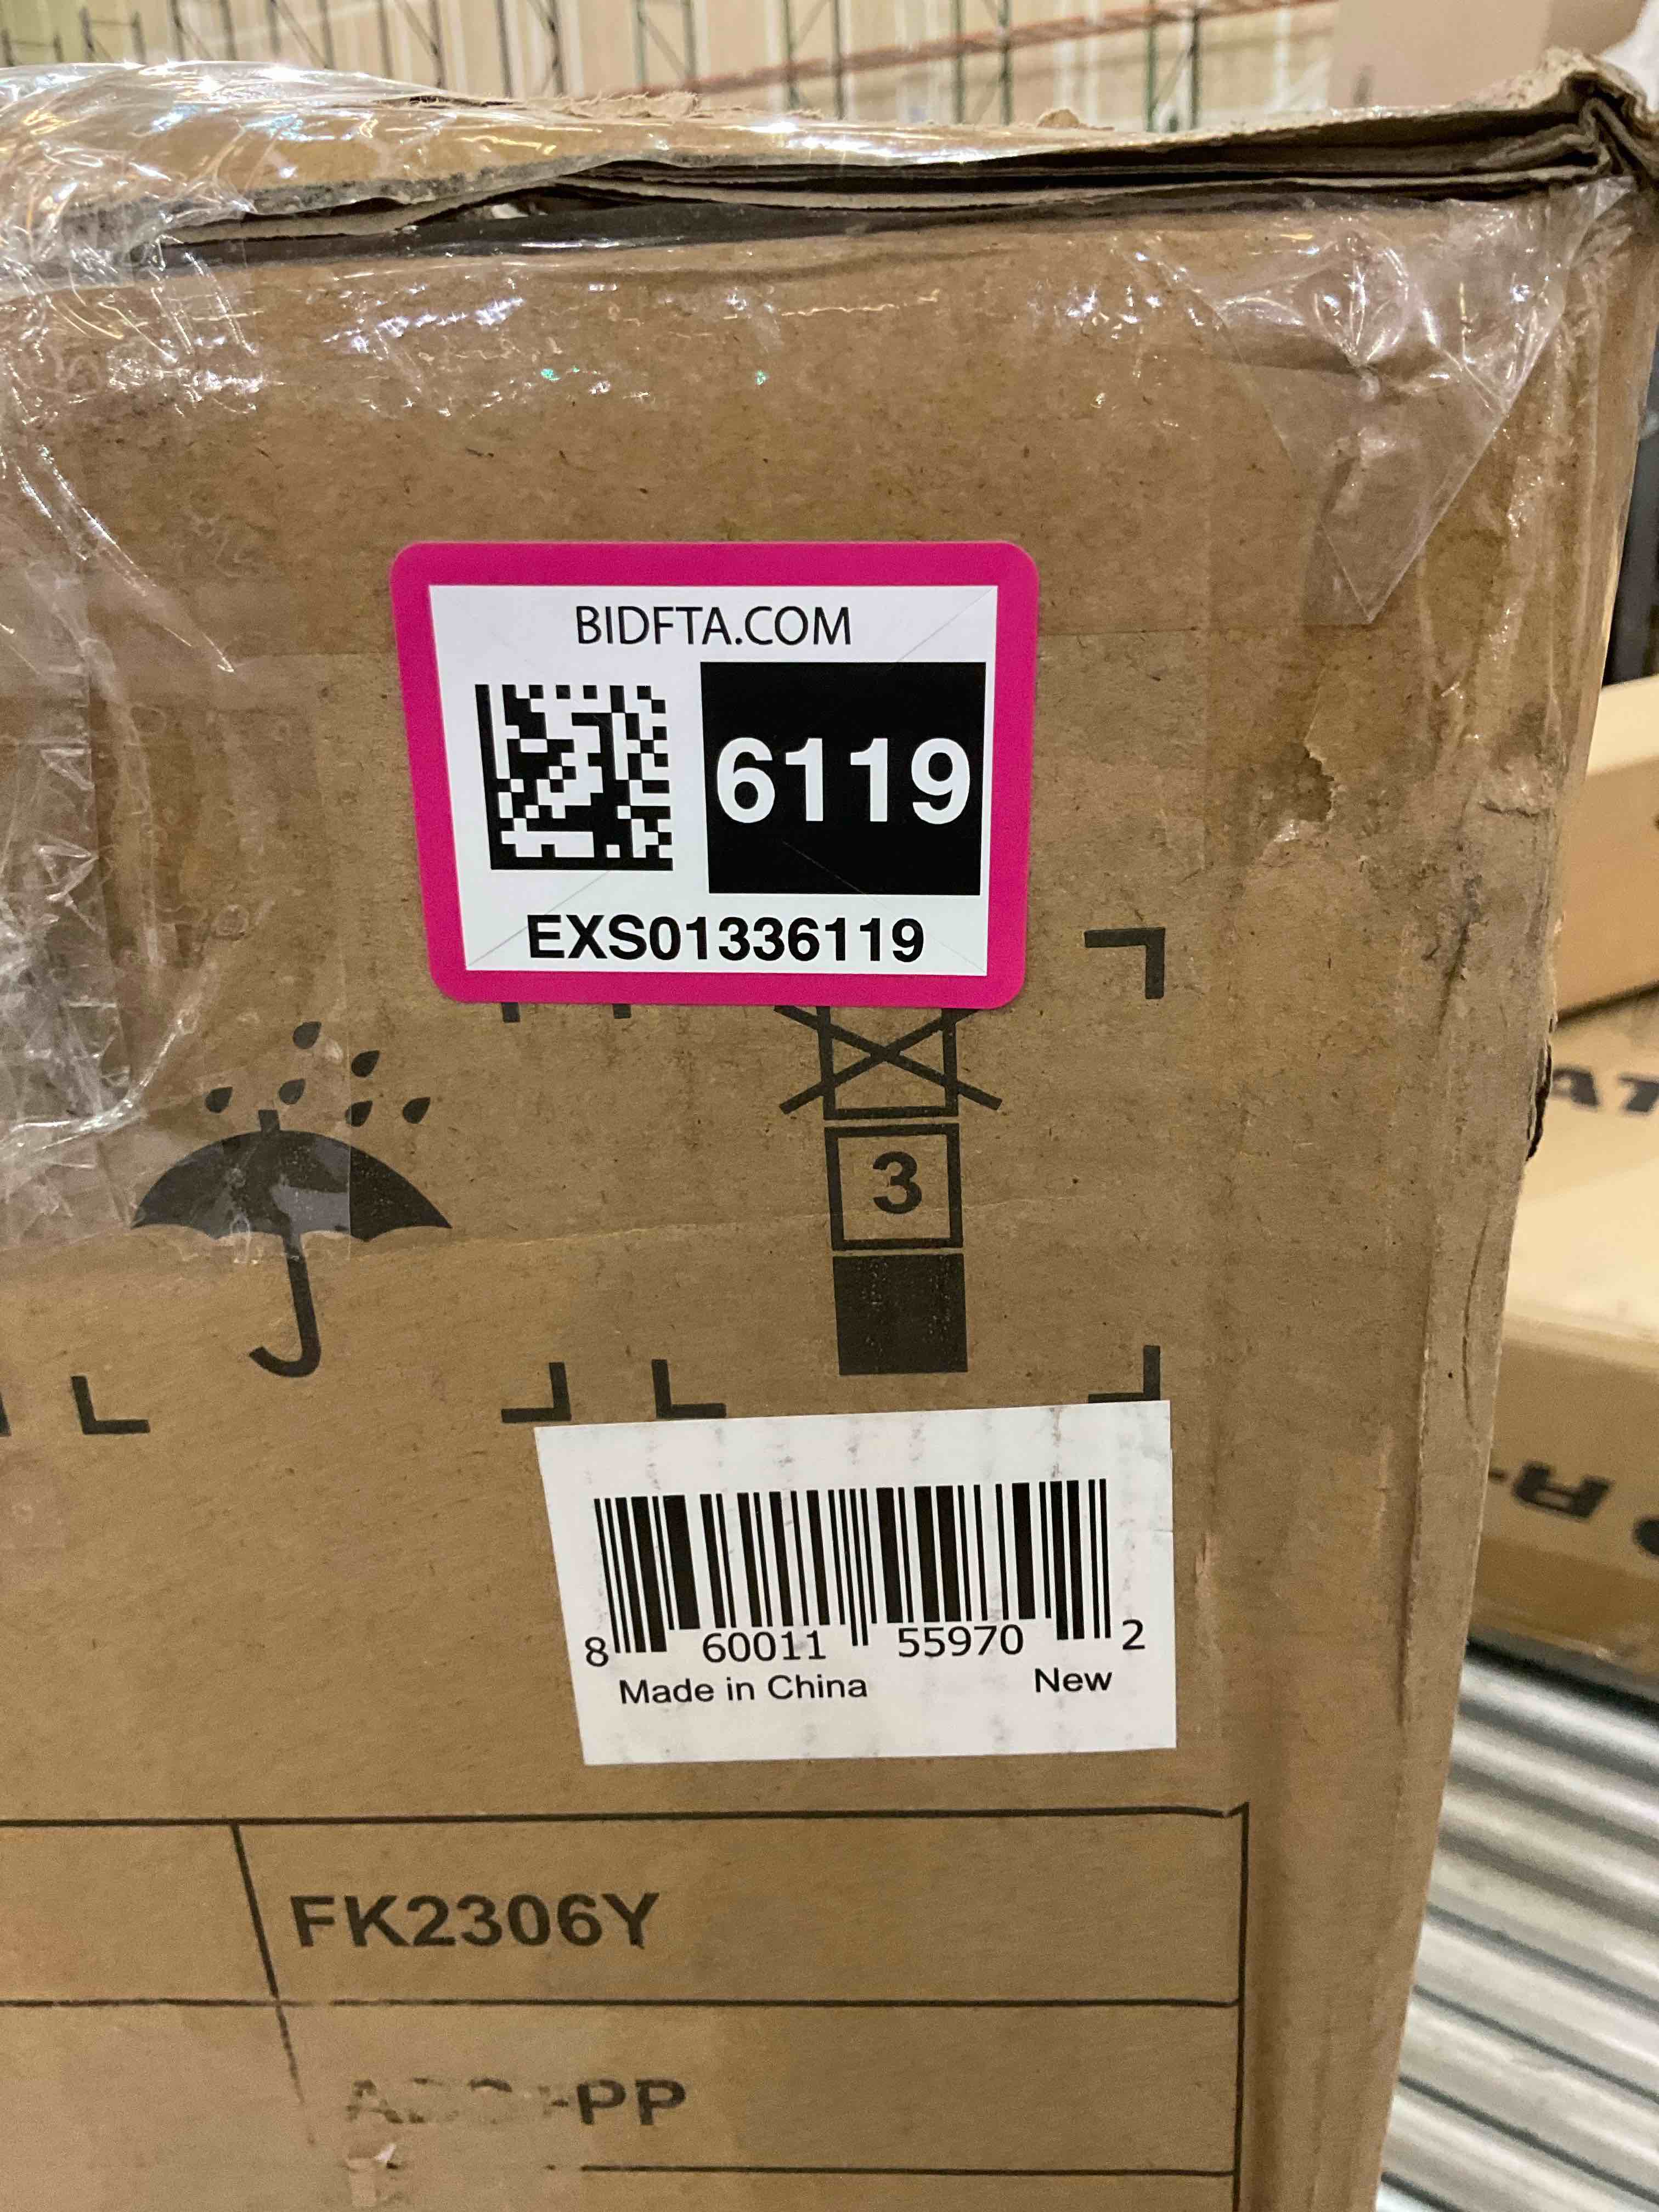 BIDFTA.COM
6119
EXS01336119
3
8 60011 55970 2
Made in China New
FK2306Y